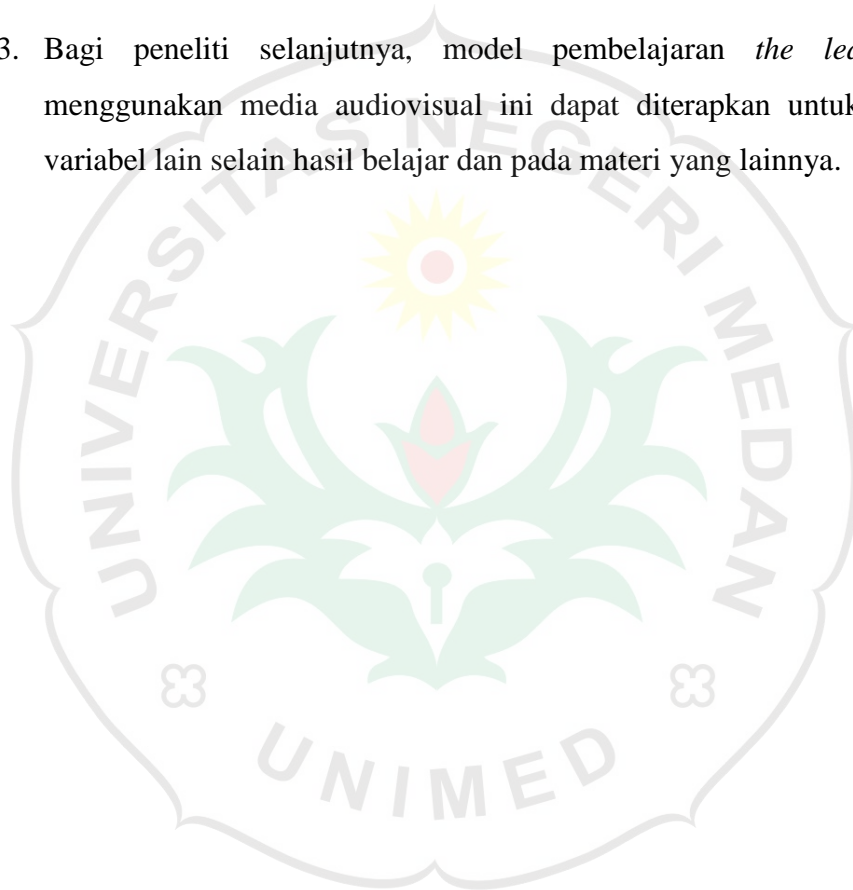 3. Bagi peneliti selanjutnya, model pembelajaran the
menggunakan media audiovisual ini dapat diterapkan untuk
variabel lain selain hasil belajar dan pada materi yang lainnya.
UNIVERSITAS NEGERI MEDAN
UNIMED